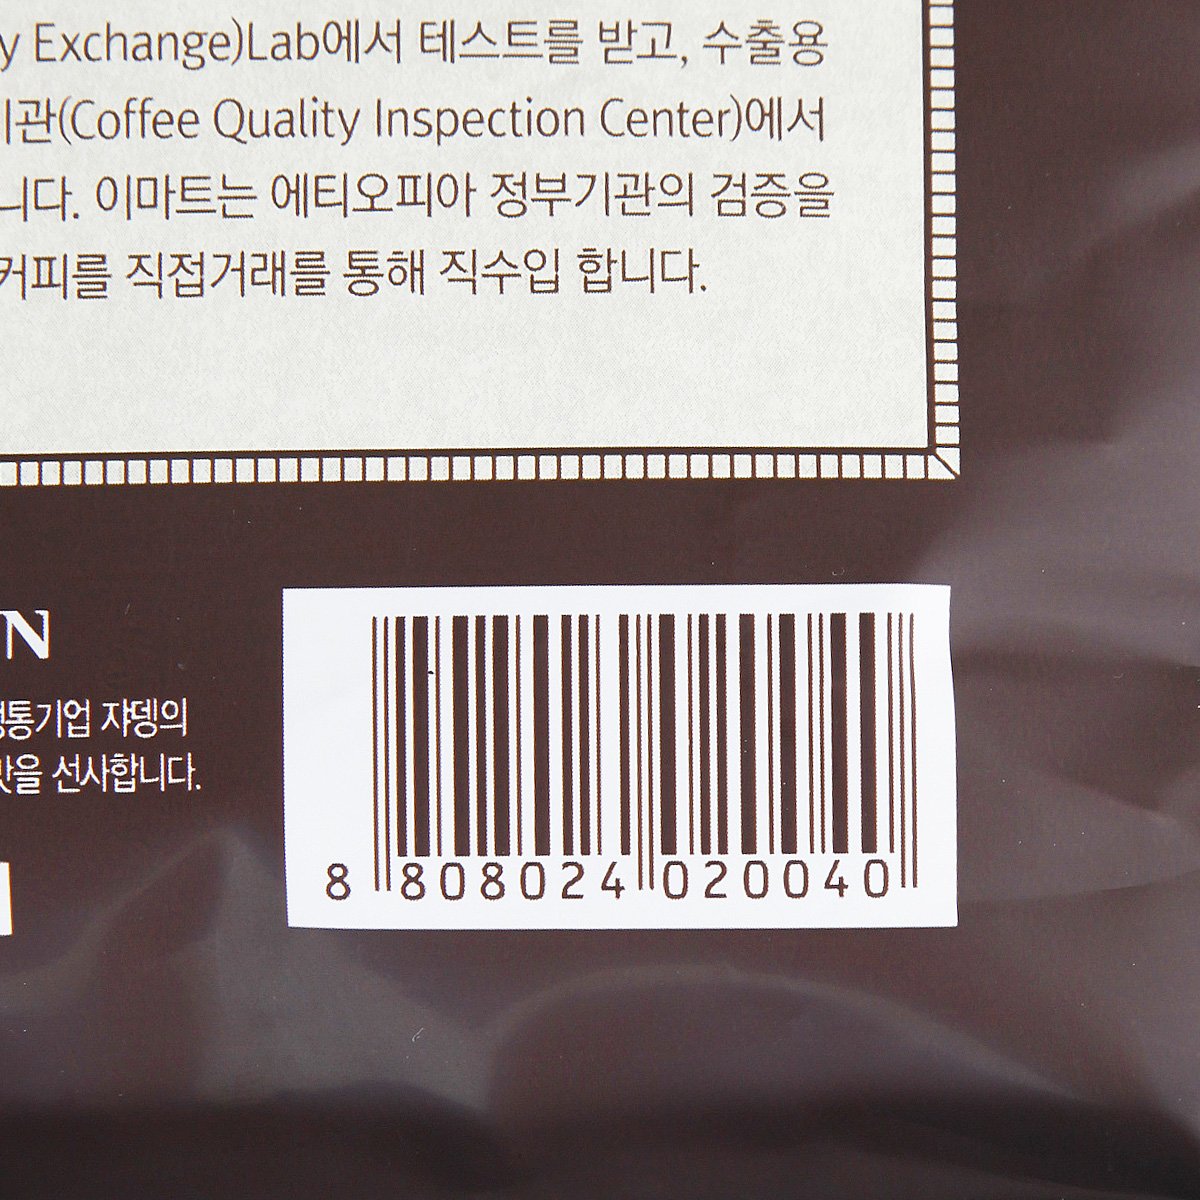 y Exchange)Lab에서 테스트를 받고, 수출용
기관(Coffee Quality Inspection Center)에서
니다. 이마트는 에티오피아 정부기관의 검증을
커피를 직접거래를 통해 직수입 합니다.
N
정통기업 쟈뎅의
맛을 선사합니다.
8 808024 020040